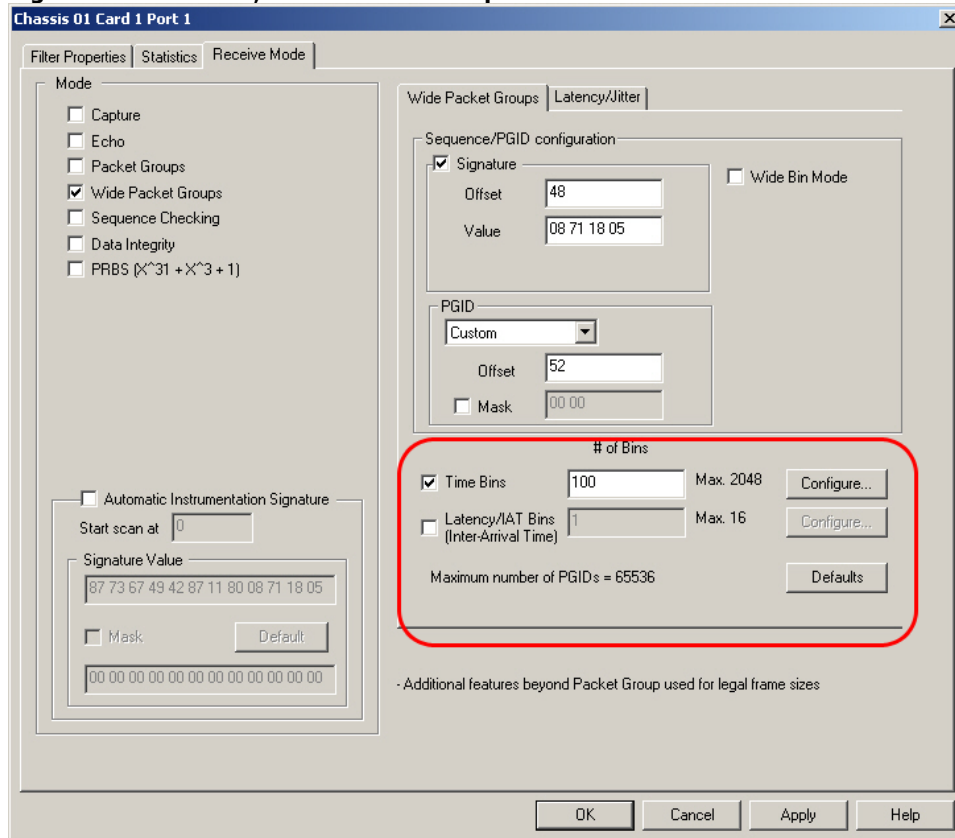 Chassis 01 Card 1 Port 1
Filter Properties Statistics Receive Mode
Mode
Capture
Echo
Packet Groups
Wide Packet Groups
Sequence Checking
Data Integrity
PRBS (X^31 + X^3 + 1)
Automatic Instrumentation Signature
Start scan at 0
Signature Value
87 73 67 49 42 87 11 80 08 71 18 05
Mask Default
00 00 00 00 00 00 00 00 00 00 00 00
Wide Packet Groups Latency/Jitter
Sequence/PGID configuration
Signature
Offset 48
Value 08 71 18 05
Wide Bin Mode
PGID
Custom
Offset 52
Mask 00 00
# of Bins
Time Bins 100 Max. 2048 Configure...
Latency/IAT Bins 1 Max. 16 Configure...
(Inter-Arrival Time)
Maximum number of PGIDs = 65536 Defaults
- Additional features beyond Packet Group used for legal frame sizes
OK Cancel Apply Help